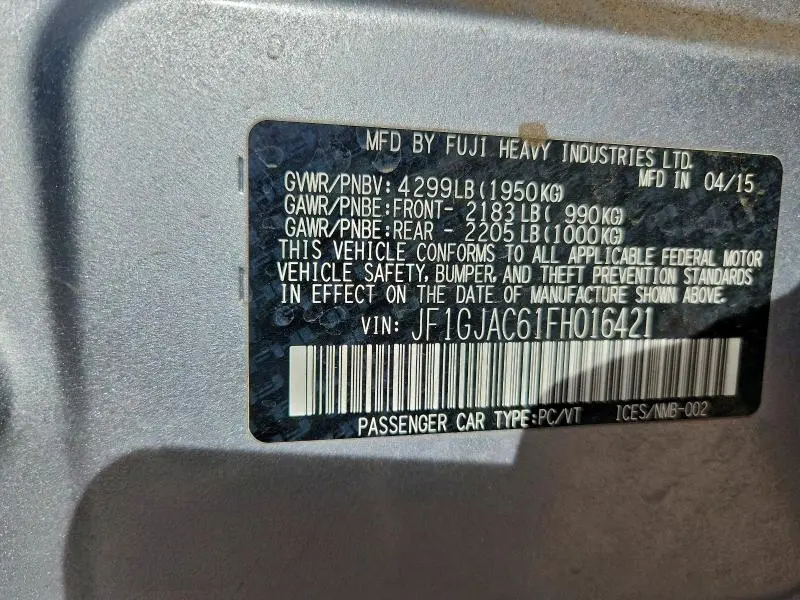 MFD BY FUJI HEAVY INDUSTRIES LTD.
MFD IN 04/15
GVWR/PNBV: 4299LB(1950KG)
GAWR/PNBE:FRONT- 2183LB( 990KG)
GAWR/PNBE:REAR - 2205LB(1000KG)
THIS VEHICLE CONFORMS TO ALL APPLICABLE FEDERAL MOTOR
VEHICLE SAFETY, BUMPER, AND THEFT PREVENTION STANDARDS
IN EFFECT ON THE DATE OF MANUFACTURE SHOWN ABOVE.
VIN: JF1GJAC61FH016421
PASSENGER CAR TYPE:PC/VT ICES/NMB-002